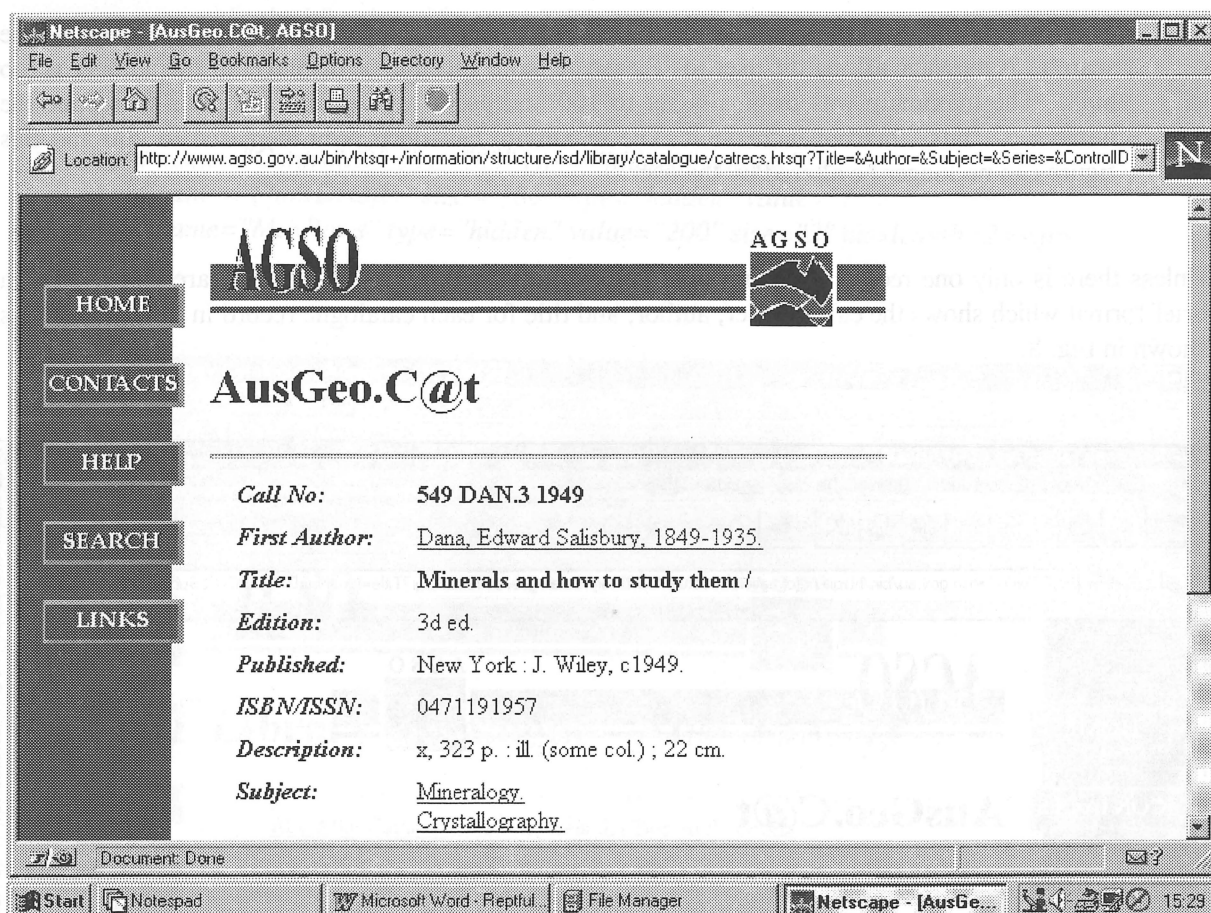 Netscape - [AusGeo.C@t, AGSO]
File Edit View Go Bookmarks Options Directory Window Help
Location: http://www.agso.gov.au/bin/htsqr+/information/structure/isd/library/catalogue/catrecs.htsqr?Title=&Author=&Subject=&Series=&ControlID
N
AGSO
AGSO
HOME
CONTACTS
HELP
SEARCH
LINKS
AusGeo.C@t
Call No: 549 DAN.3 1949
First Author: Dana, Edward Salisbury, 1849-1935.
Title: Minerals and how to study them /
Edition: 3d ed.
Published: New York : J. Wiley, c1949.
ISBN/ISSN: 0471191957
Description: x, 323 p. : ill. (some col.) ; 22 cm.
Subject: Mineralogy.
Crystallography.
Document: Done
Start Notepad Microsoft Word - Reptful... File Manager Netscape - [AusGe... 15:29